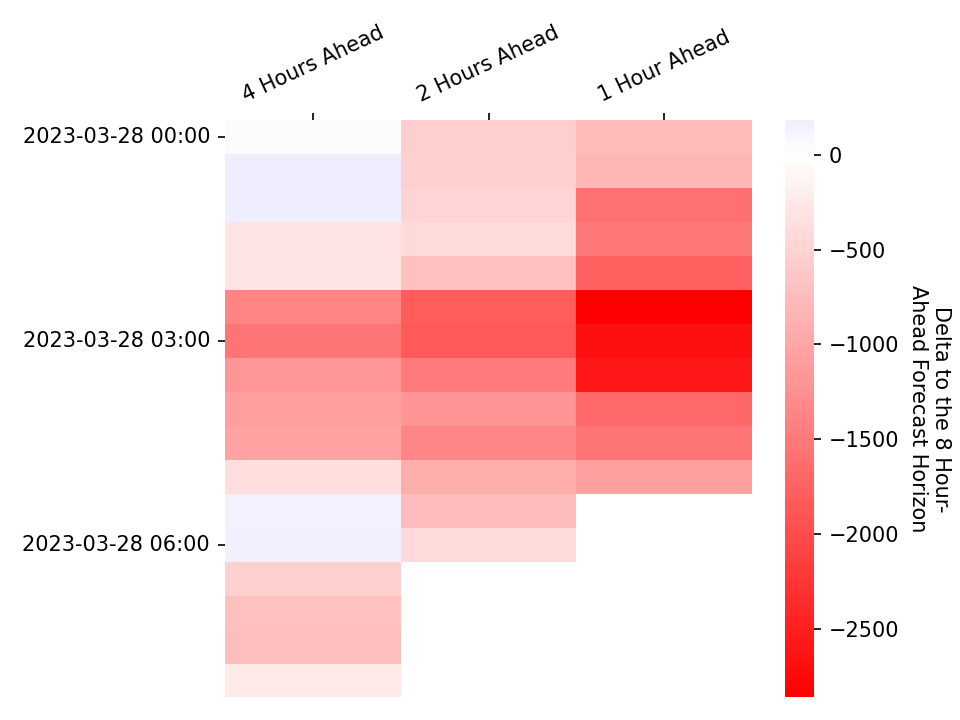 4 Hours Ahead
2 Hours Ahead
1 Hour Ahead
2023-03-28 00:00
2023-03-28 03:00
2023-03-28 06:00
0
−500
−1000
−1500
−2000
−2500
Delta to the 8 Hour-
Ahead Forecast Horizon